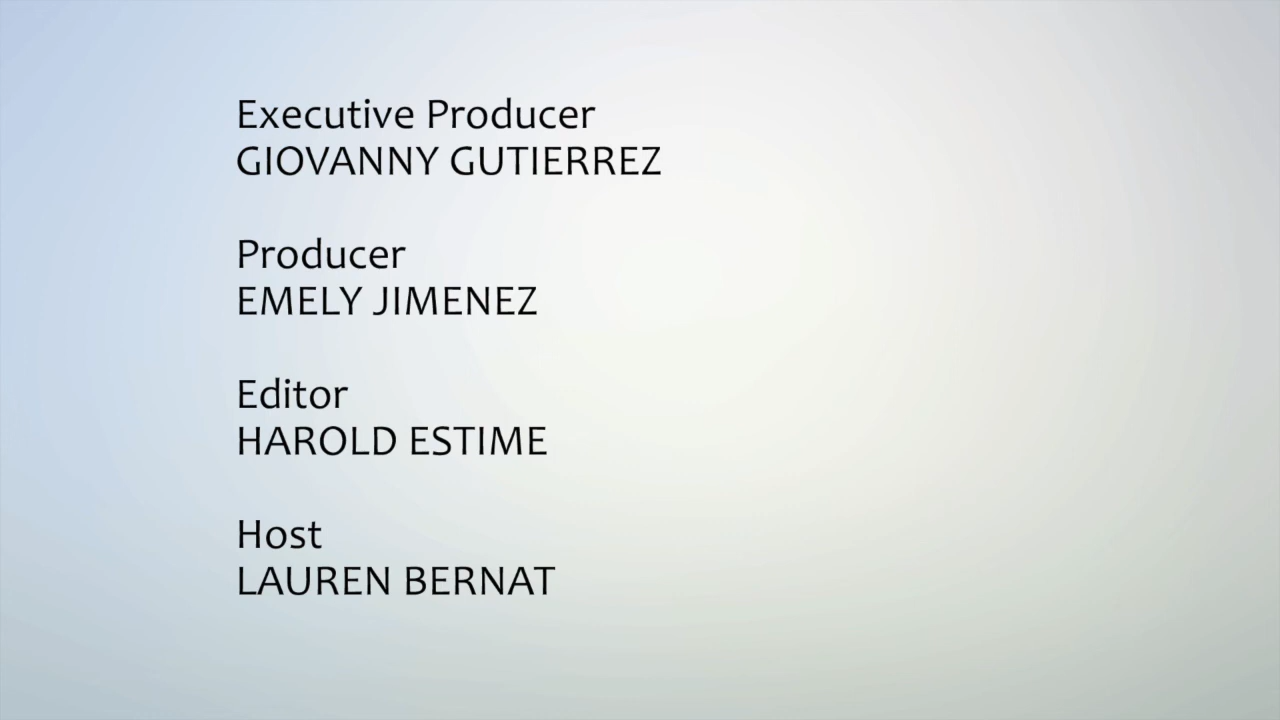 Executive Producer
GIOVANNY GUTIERREZ
Producer
EMELY JIMENEZ
Editor
HAROLD ESTIME
Host
LAUREN BERNAT